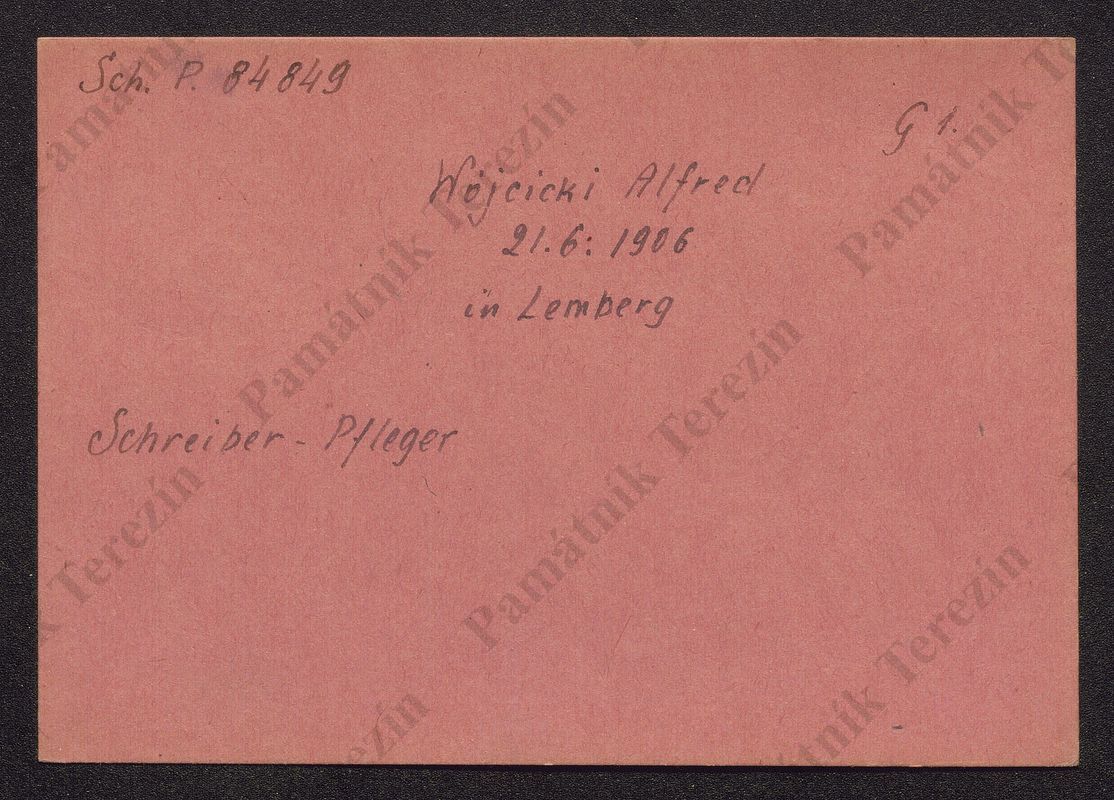 Sch. P. 84849
G 1.
Wójcicki Alfred
21.6. 1906
in Lemberg
Schreiber - Pfleger
Památník Terezín